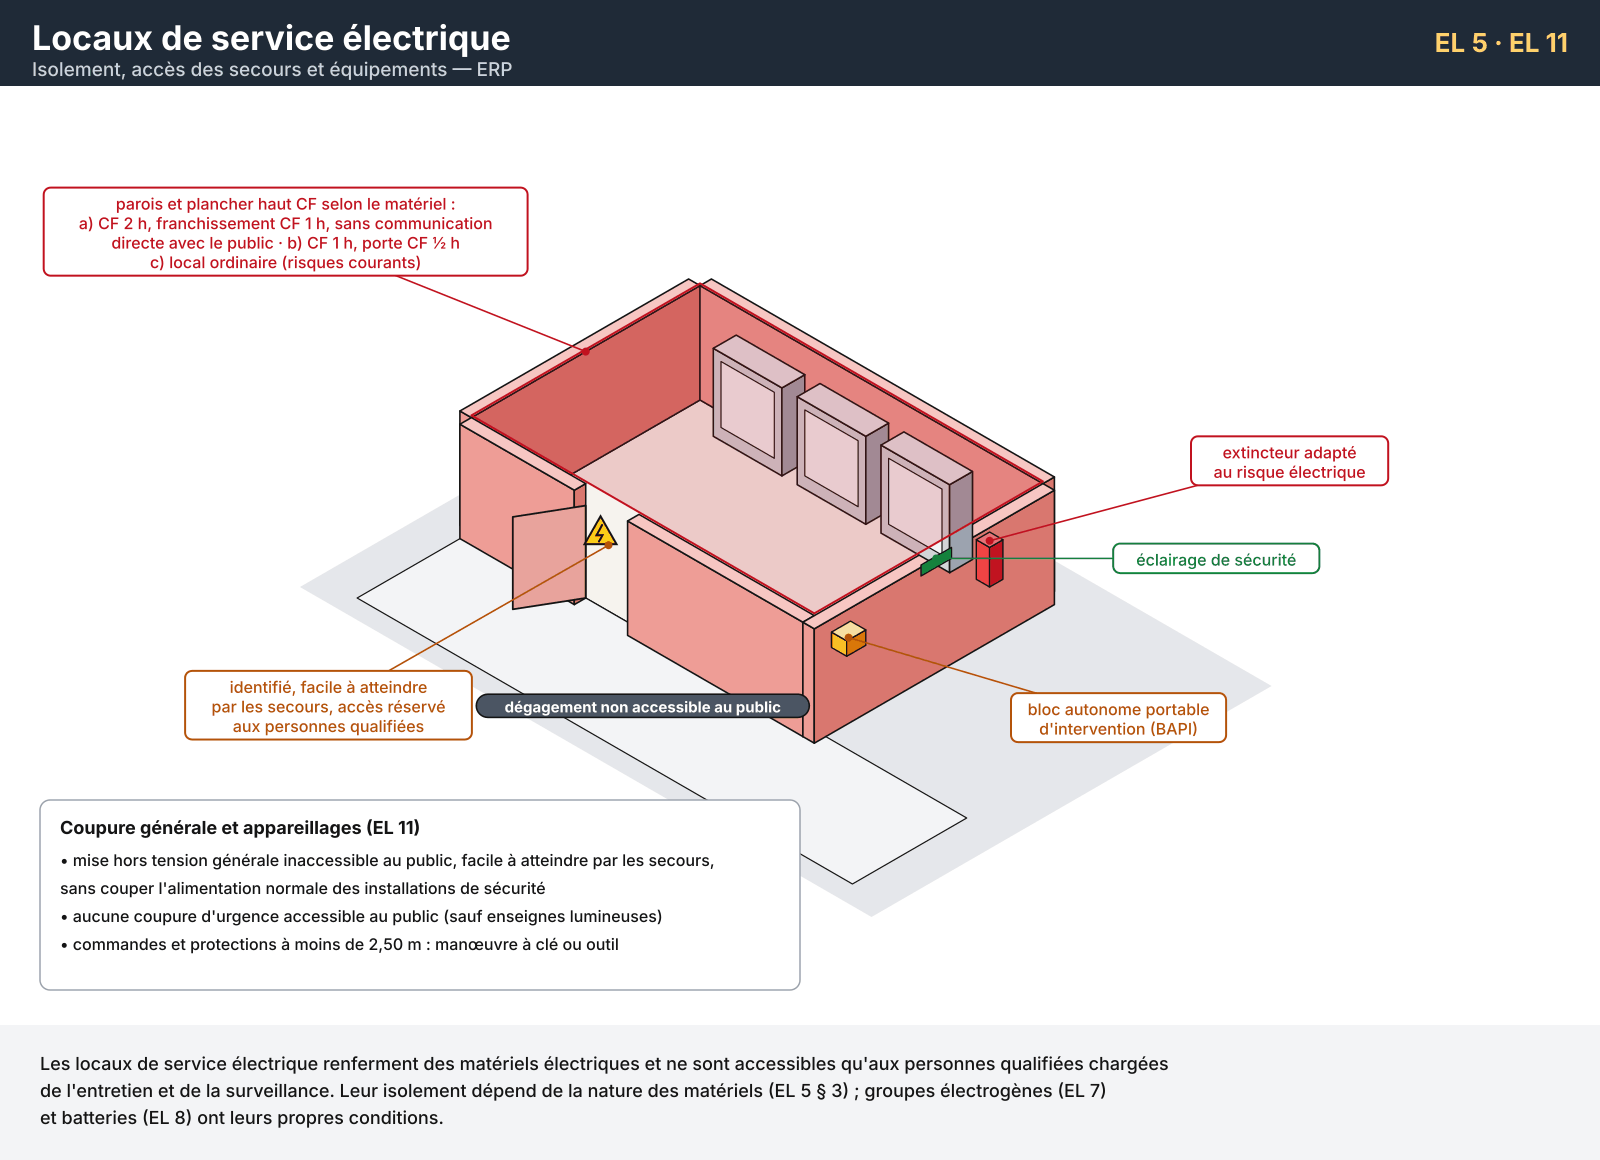 Locaux de service électrique
Isolement, accès des secours et équipements — ERP
EL 5 · EL 11
parois et plancher haut CF selon le matériel :
a) CF 2 h, franchissement CF 1 h, sans communication
directe avec le public · b) CF 1 h, porte CF ½ h
c) local ordinaire (risques courants)
extincteur adapté
au risque électrique
éclairage de sécurité
identifié, facile à atteindre
par les secours, accès réservé
aux personnes qualifiées
dégagement non accessible au public
bloc autonome portable
d'intervention (BAPI)
Coupure générale et appareillages (EL 11)
• mise hors tension générale inaccessible au public, facile à atteindre par les secours,
sans couper l'alimentation normale des installations de sécurité
• aucune coupure d'urgence accessible au public (sauf enseignes lumineuses)
• commandes et protections à moins de 2,50 m : manœuvre à clé ou outil
Les locaux de service électrique renferment des matériels électriques et ne sont accessibles qu'aux personnes qualifiées chargées
de l'entretien et de la surveillance. Leur isolement dépend de la nature des matériels (EL 5 § 3) ; groupes électrogènes (EL 7)
et batteries (EL 8) ont leurs propres conditions.